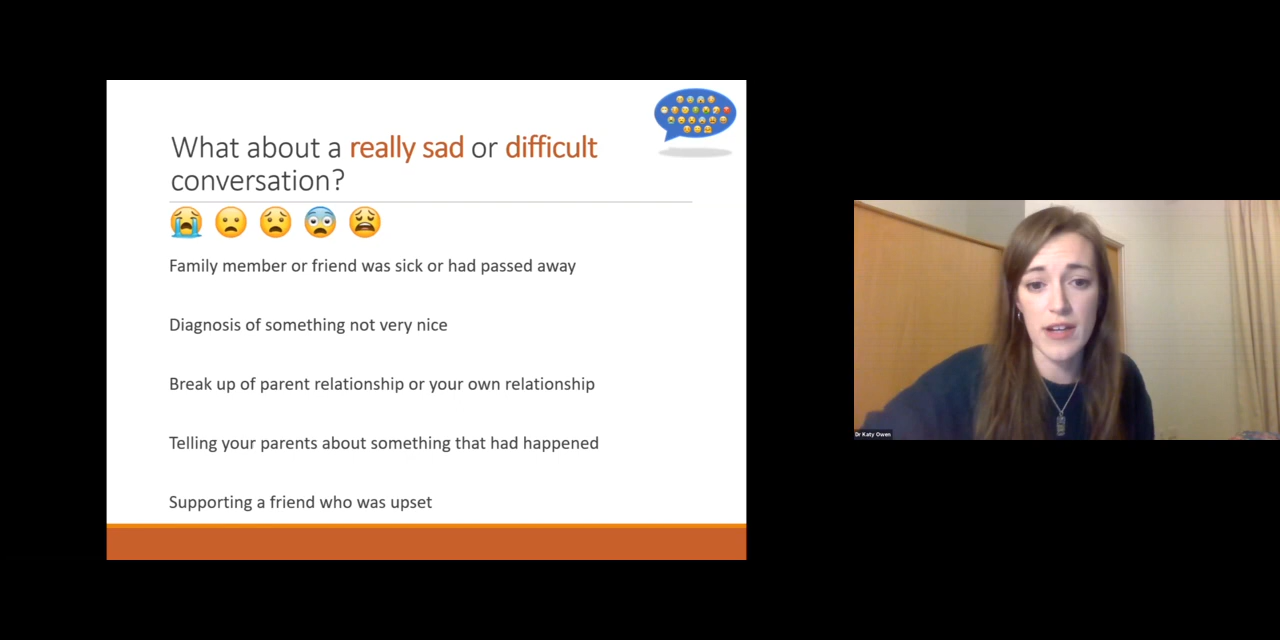 What about a really sad or difficult
conversation?
Family member or friend was sick or had passed away
Diagnosis of something not very nice
Break up of parent relationship or your own relationship
Telling your parents about something that had happened
Supporting a friend who was upset
Dr Katy Owen